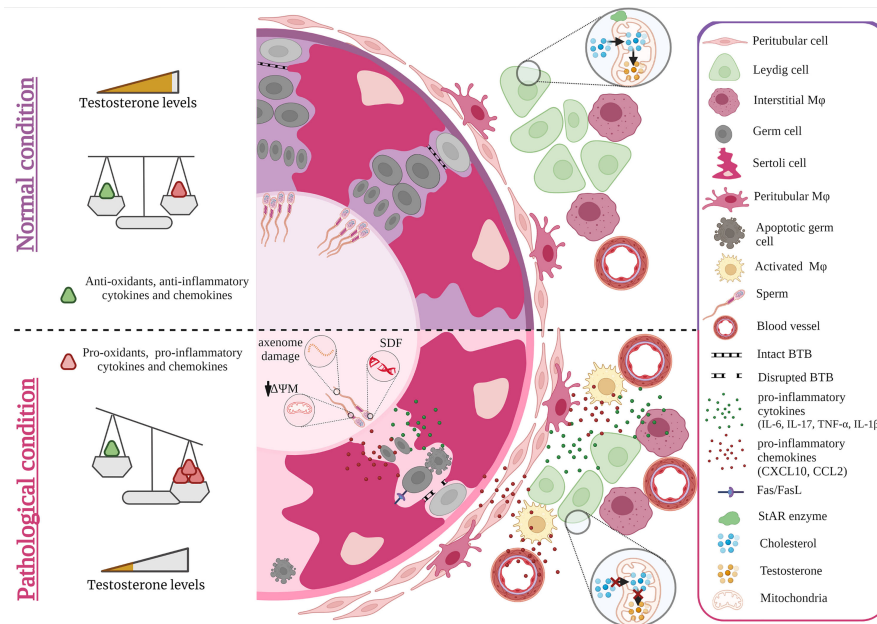 Normal condition
Testosterone levels
Anti-oxidants, anti-inflammatory
cytokines and chemokines
Pro-oxidants, pro-inflammatory
cytokines and chemokines
Pathological condition
Testosterone levels
axenome
damage
SDF
ΔΨM
Peritubular cell
Leydig cell
Interstitial Mφ
Germ cell
Sertoli cell
Peritubular Mφ
Apoptotic germ
cell
Activated Mφ
Sperm
Blood vessel
Intact BTB
Disrupted BTB
pro-inflammatory
cytokines
(IL-6, IL-17, TNF-α, IL-1β
pro-inflammatory
chemokines
(CXCL10, CCL2)
Fas/FasL
StAR enzyme
Cholesterol
Testosterone
Mitochondria